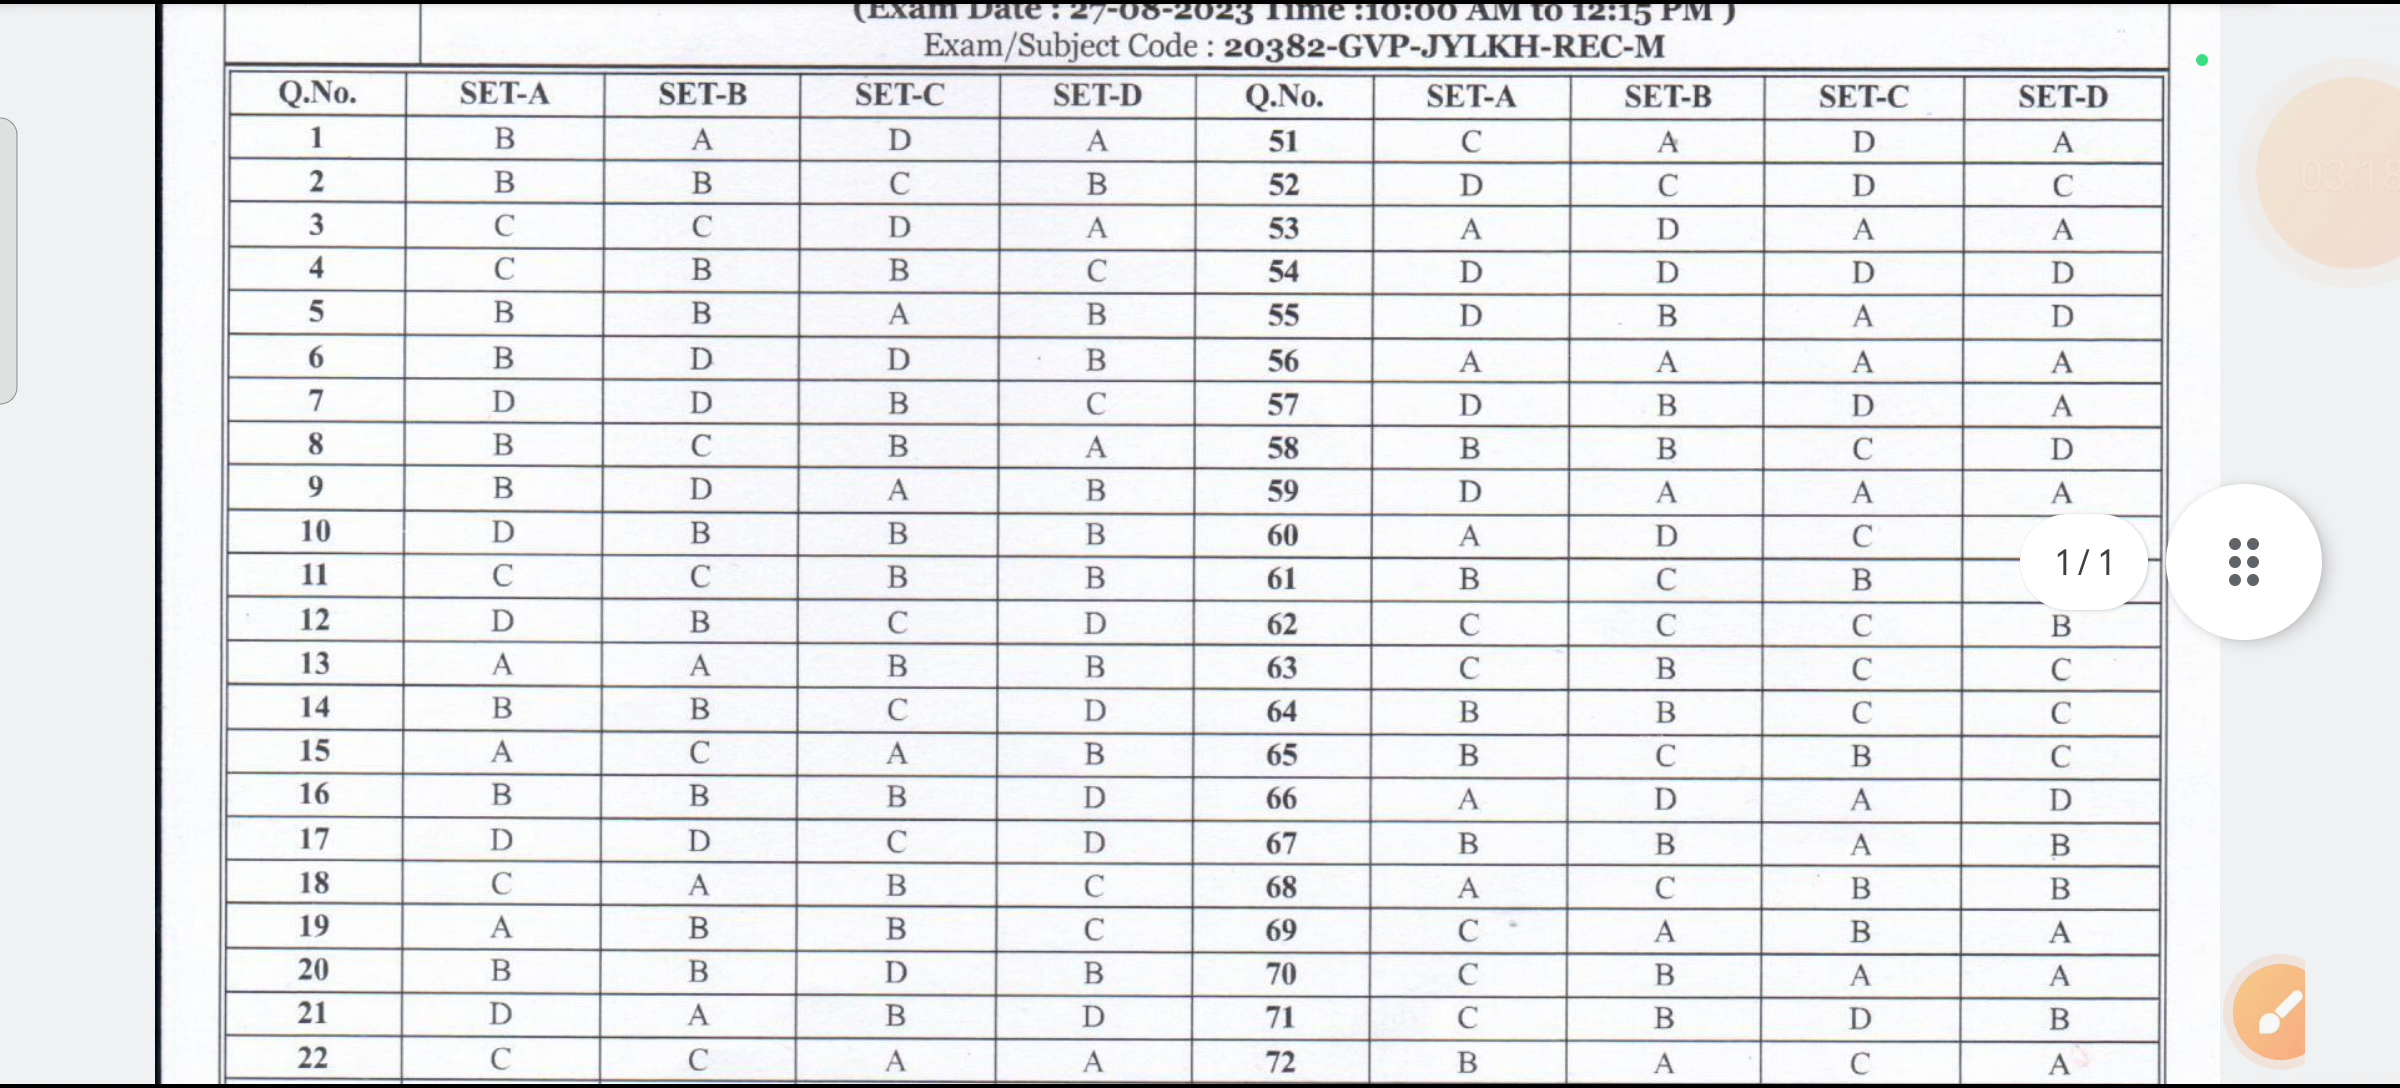 (Exam Date : 27-08-2023 Time :10:00 AM to 12:15 PM )
Exam/Subject Code : 20382-GVP-JYLKH-REC-M
Q.No. SET-A SET-B SET-C SET-D Q.No. SET-A SET-B SET-C SET-D
1 B A D A 51 C A D A
2 B B C B 52 D C D C
3 C C D A 53 A D A A
4 C B B C 54 D D D D
5 B B A B 55 D B A D
6 B D D B 56 A A A A
7 D D B C 57 D B D A
8 B C B A 58 B B C D
9 B D A B 59 D A A A
10 D B B B 60 A D C
11 C C B B 61 B C B
1 / 1
12 D B C D 62 C C C B
13 A A B B 63 C B C C
14 B B C D 64 B B C C
15 A C A B 65 B C B C
16 B B B D 66 A D A D
17 D D C D 67 B B A B
18 C A B C 68 A C B B
19 A B B C 69 C A B A
20 B B D B 70 C B A A
21 D A B D 71 C B D B
22 C C A A 72 B A C A